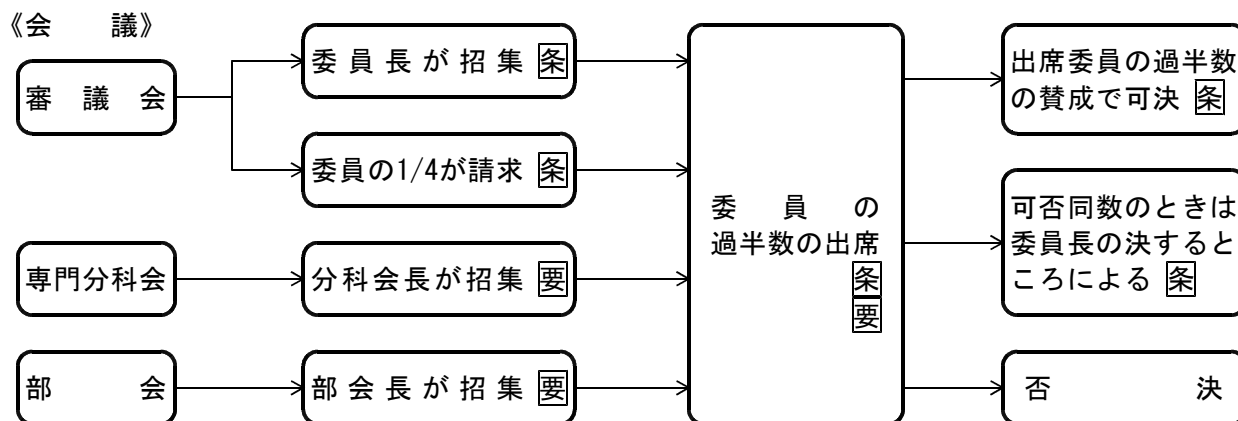 《会　議》
審議会
委員長が招集 条
委員の1/4が請求 条
専門分科会
分科会長が招集 要
部会
部会長が招集 要
委員の
過半数の出席
条
要
出席委員の過半数
の賛成で可決 条
可否同数のときは
委員長の決すると
ころによる 条
否決